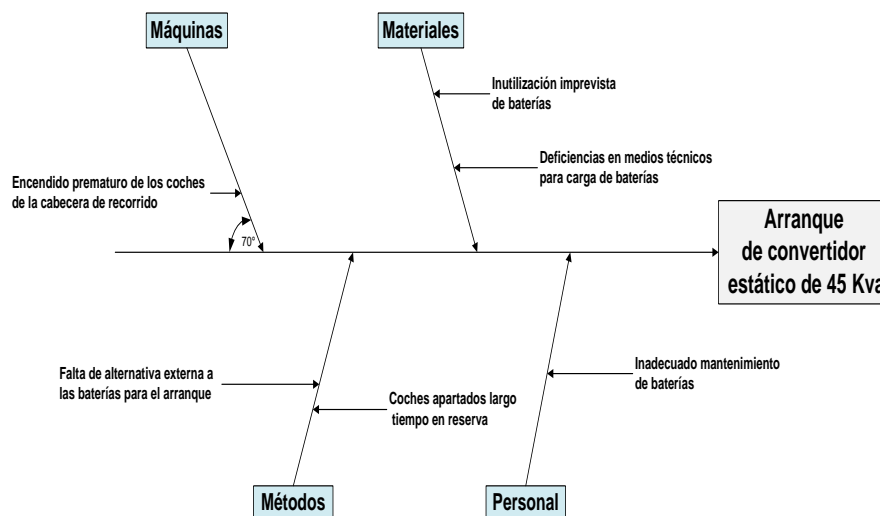 Máquinas
Materiales
Inutilización imprevista
de baterías
Deficiencias en medios técnicos
para carga de baterías
Encendido prematuro de los coches
de la cabecera de recorrido
70°
Arranque
de convertidor
estático de 45 Kva
Falta de alternativa externa a
las baterías para el arranque
Coches apartados largo
tiempo en reserva
Inadecuado mantenimiento
de baterías
Métodos
Personal